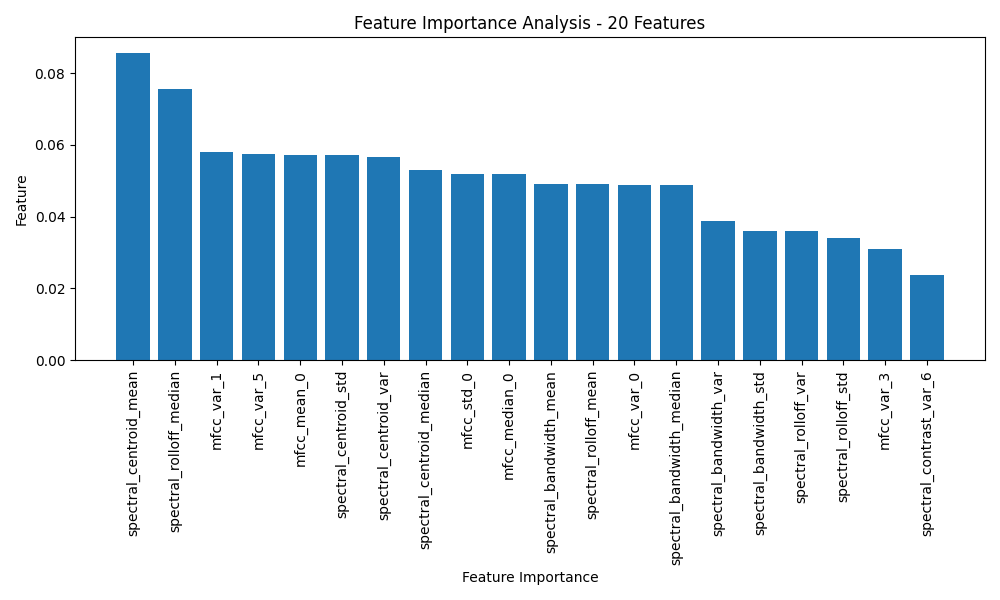 Feature Importance Analysis - 20 Features
Feature
0.08
0.06
0.04
0.02
0.00
spectral_centroid_mean
spectral_rolloff_median
mfcc_var_1
mfcc_var_5
mfcc_mean_0
spectral_centroid_std
spectral_centroid_var
spectral_centroid_median
mfcc_std_0
mfcc_median_0
spectral_bandwidth_mean
spectral_rolloff_mean
mfcc_var_0
spectral_bandwidth_median
spectral_bandwidth_var
spectral_bandwidth_std
spectral_rolloff_var
spectral_rolloff_std
mfcc_var_3
spectral_contrast_var_6
Feature Importance